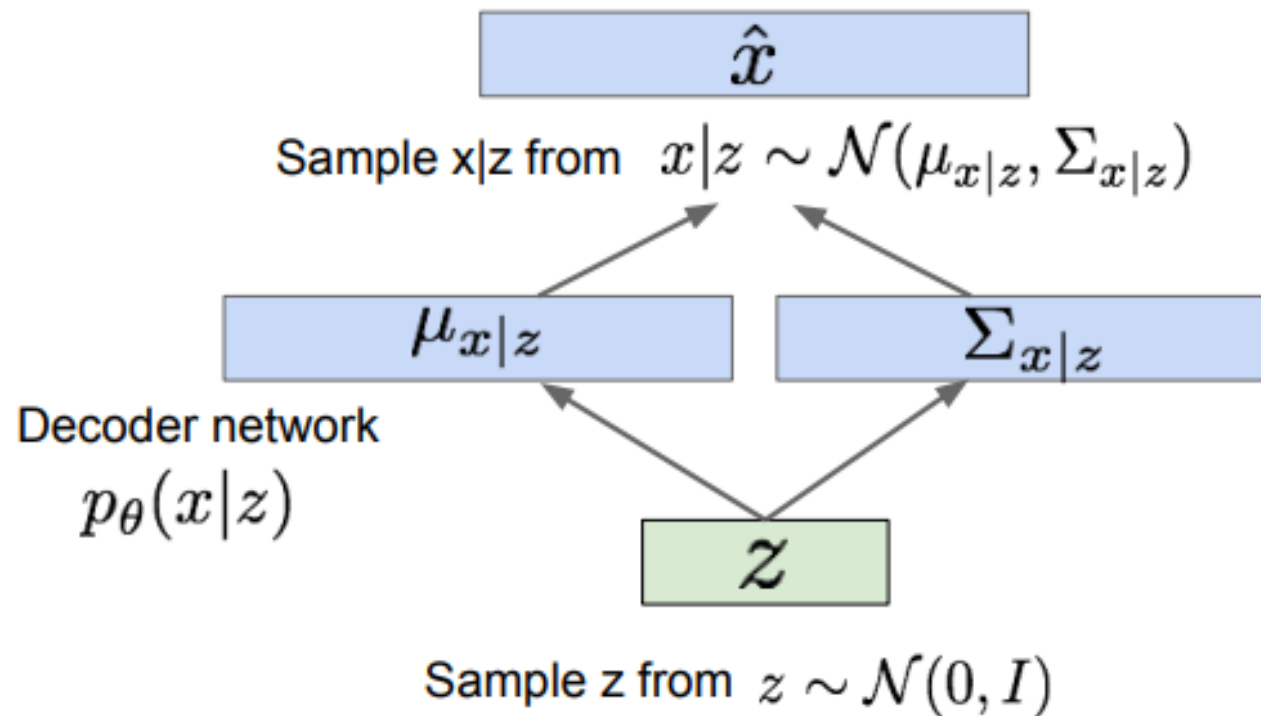 x̂
Sample x|z from x|z ∼ 𝒩(μ_{x|z}, Σ_{x|z})
μ_{x|z} Σ_{x|z}
Decoder network
p_θ(x|z)
z
Sample z from z ∼ 𝒩(0, I)